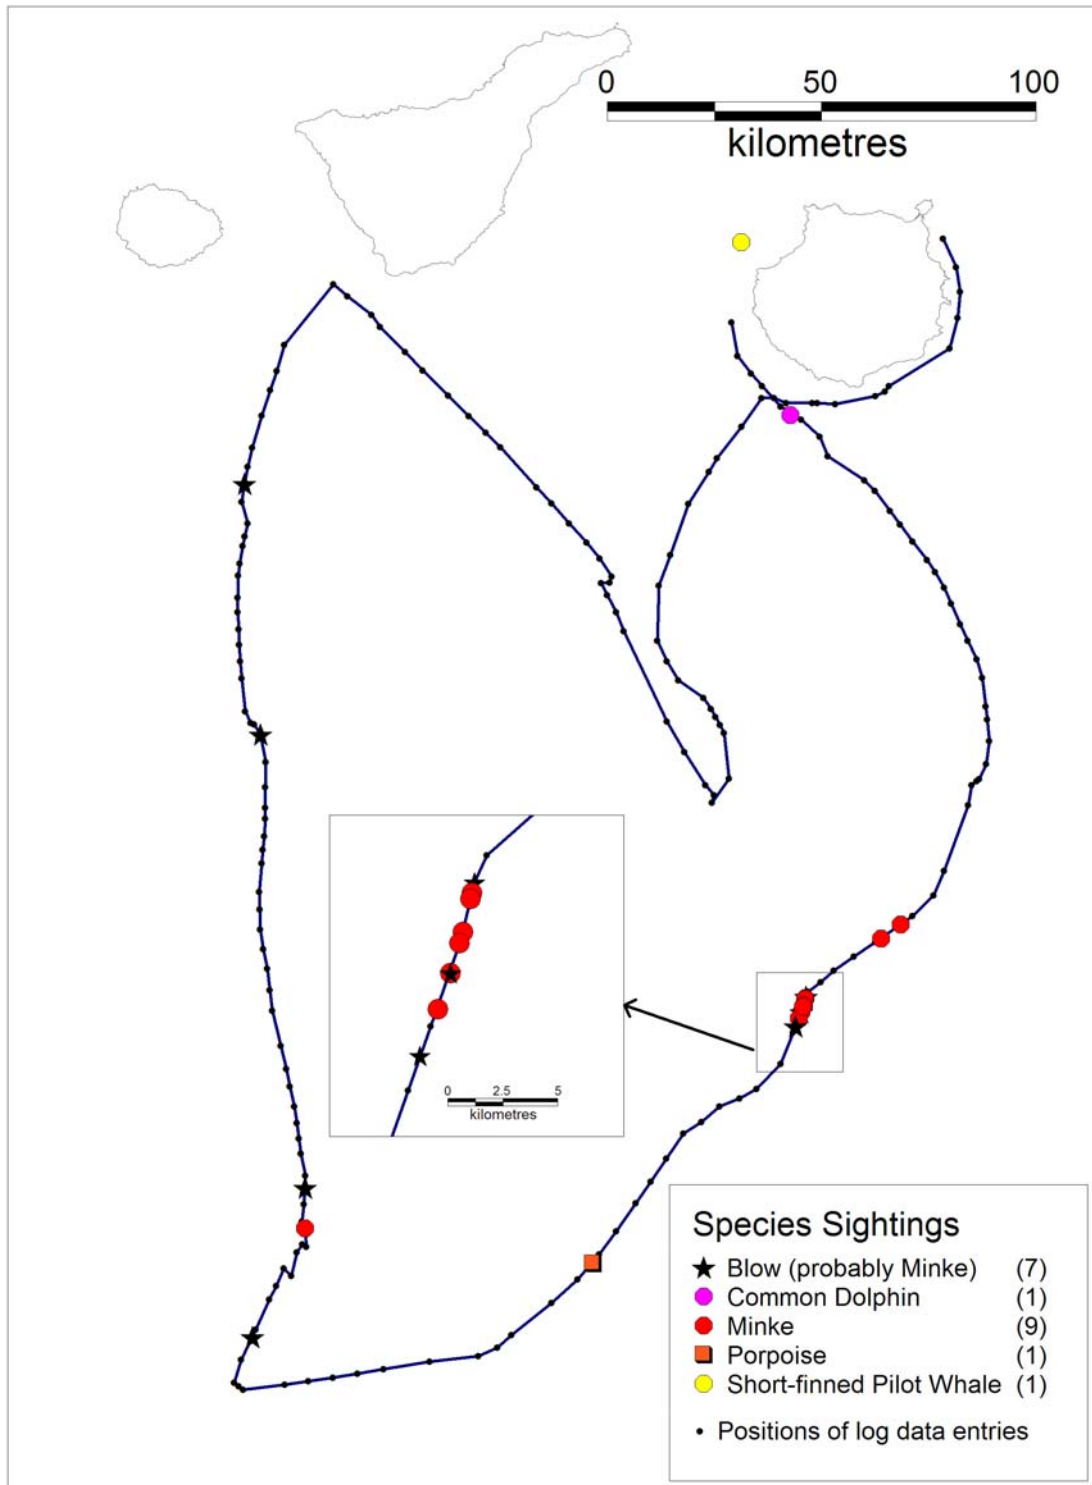 0 50 100
kilometres
0 2.5 5
kilometres
Species Sightings
Blow (probably Minke) (7)
Common Dolphin (1)
Minke (9)
Porpoise (1)
Short-finned Pilot Whale (1)
Positions of log data entries